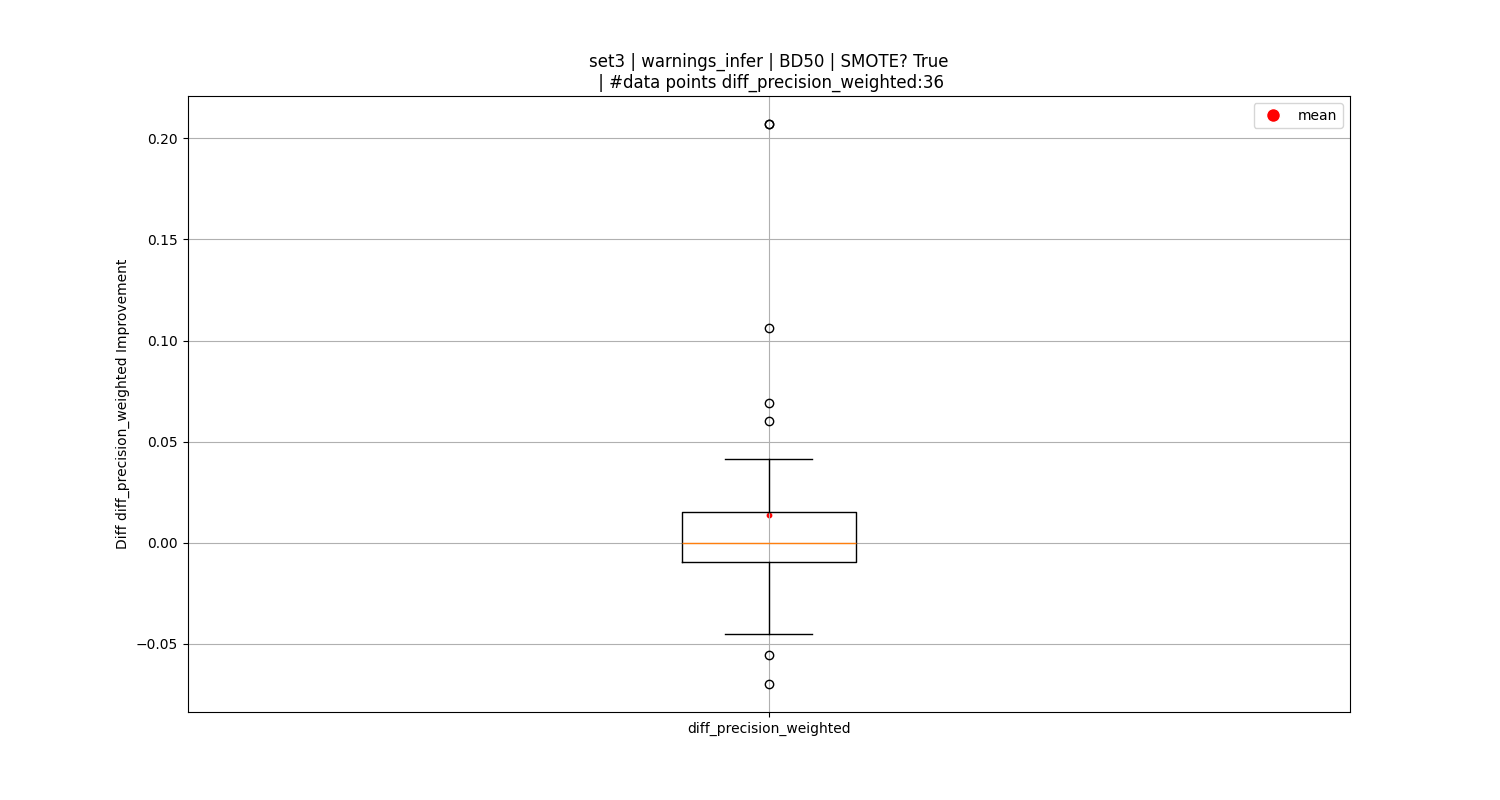 set3 | warnings_infer | BD50 | SMOTE? True
| #data points diff_precision_weighted:36
mean
0.20
0.15
0.10
0.05
0.00
−0.05
Diff diff_precision_weighted Improvement
diff_precision_weighted